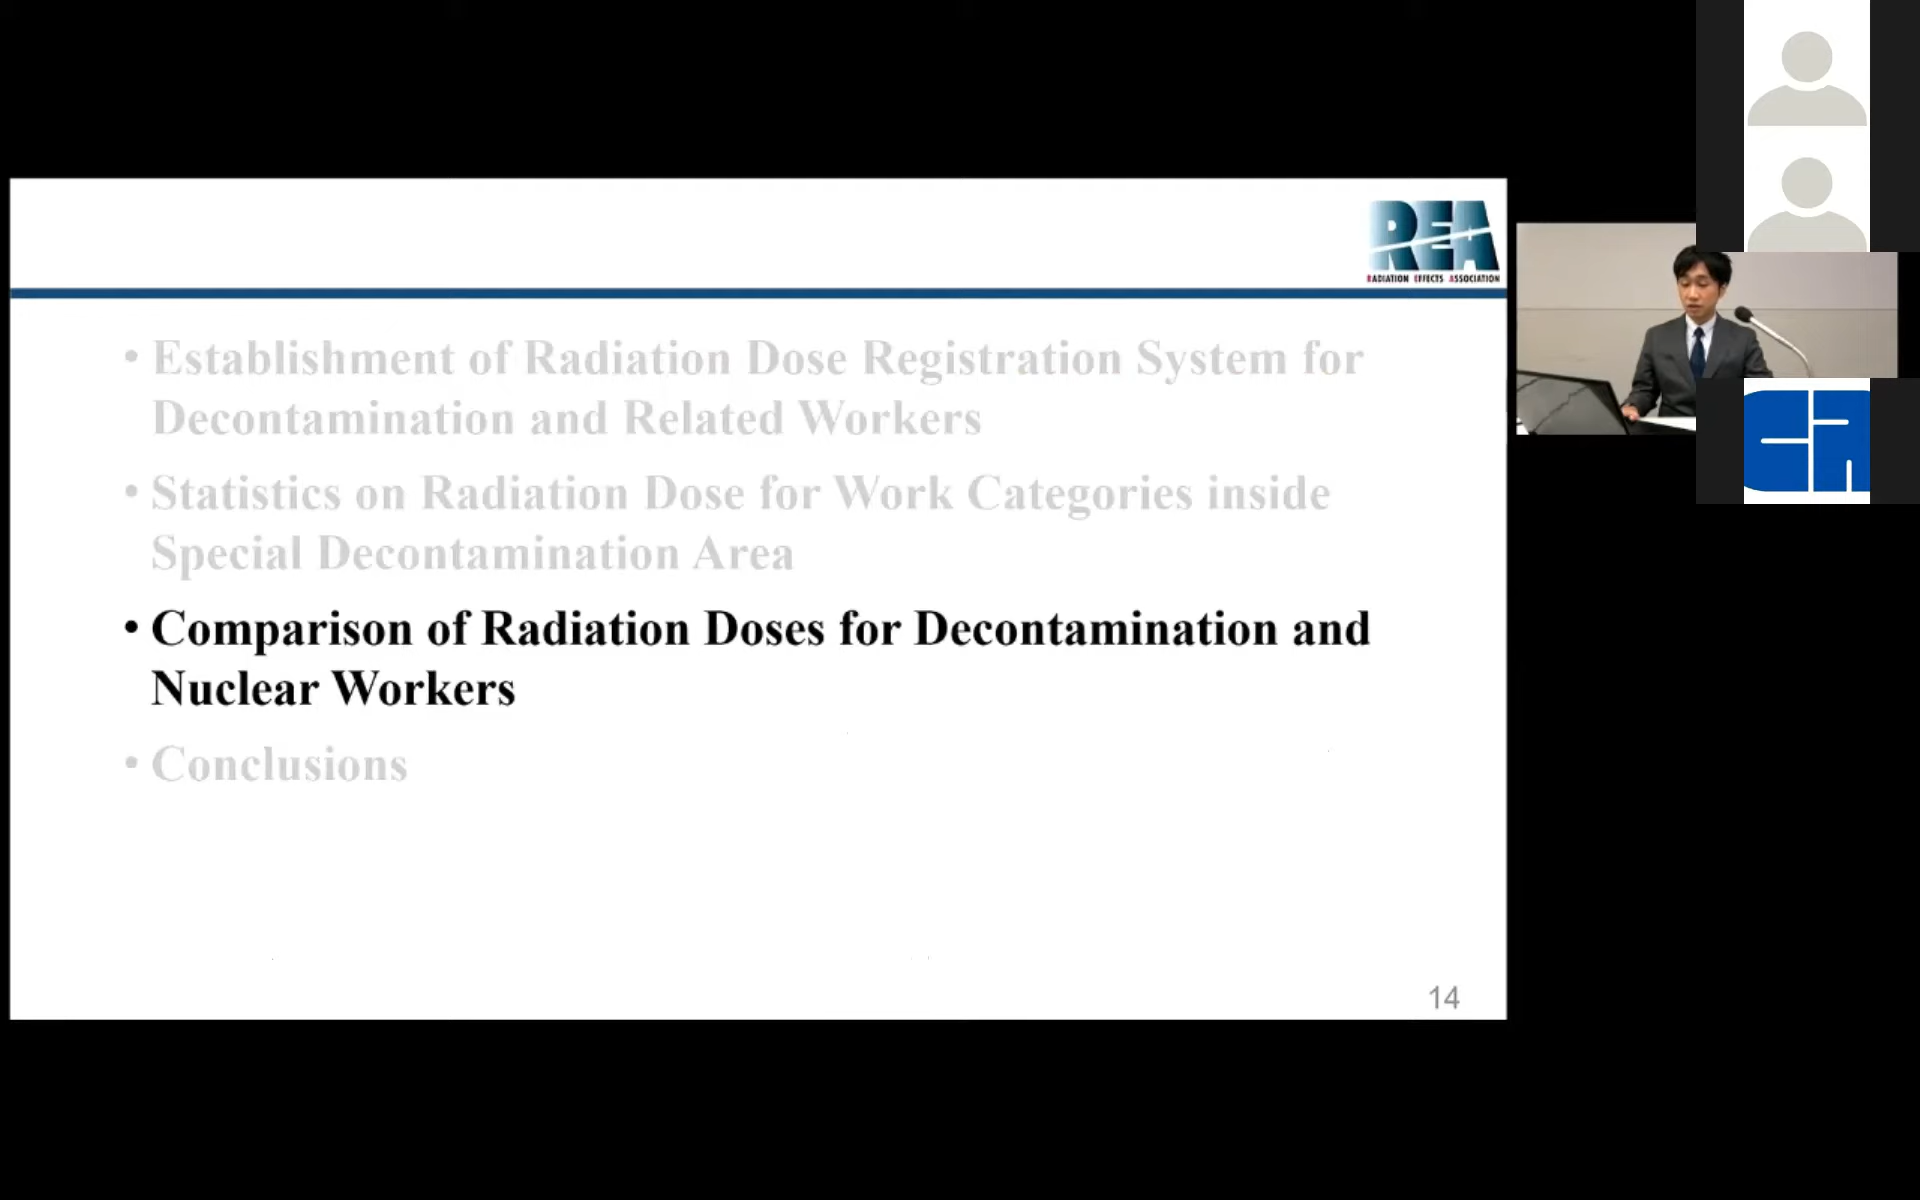 REA
RADIATION EFFECTS ASSOCIATION
• Establishment of Radiation Dose Registration System for
Decontamination and Related Workers
• Statistics on Radiation Dose for Work Categories inside
Special Decontamination Area
• Comparison of Radiation Doses for Decontamination and
Nuclear Workers
• Conclusions
14